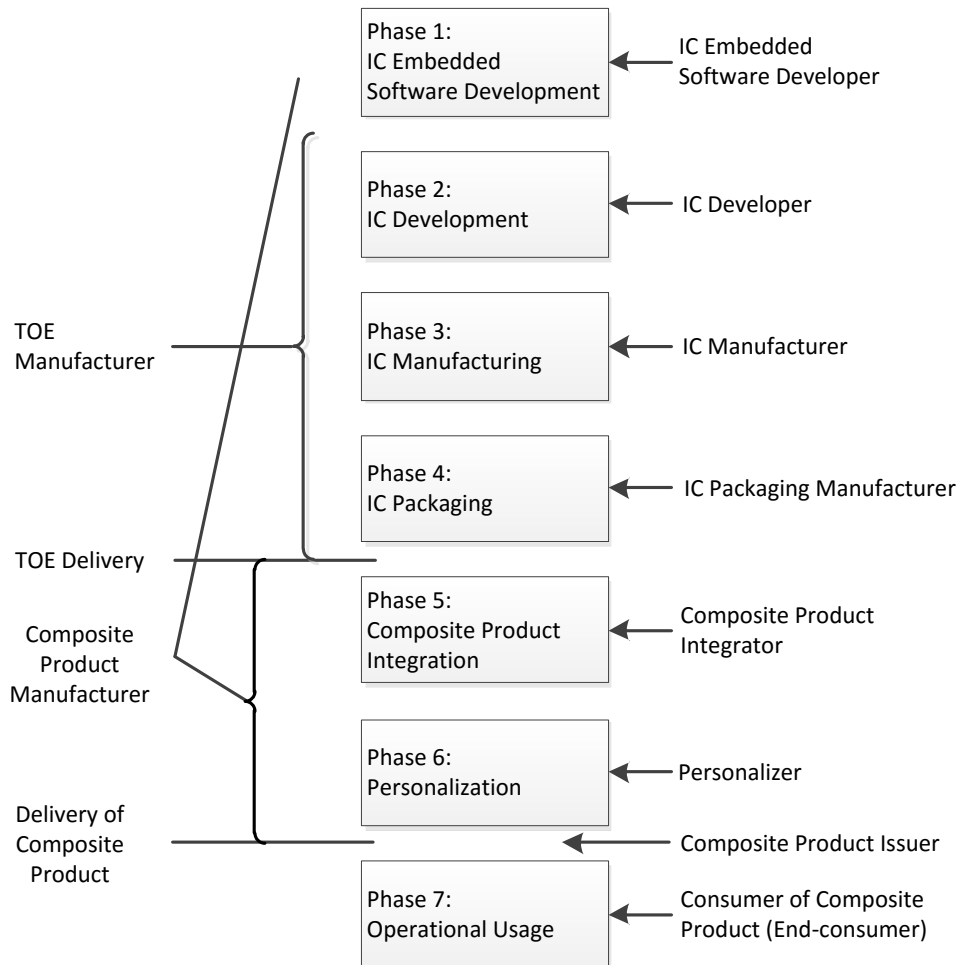 Phase 1:
IC Embedded
Software Development
IC Embedded
Software Developer
Phase 2:
IC Development
IC Developer
TOE
Manufacturer
Phase 3:
IC Manufacturing
IC Manufacturer
Phase 4:
IC Packaging
IC Packaging Manufacturer
TOE Delivery
Composite
Product
Manufacturer
Phase 5:
Composite Product
Integration
Composite Product
Integrator
Phase 6:
Personalization
Personalizer
Delivery of
Composite
Product
Composite Product Issuer
Phase 7:
Operational Usage
Consumer of Composite
Product (End-consumer)